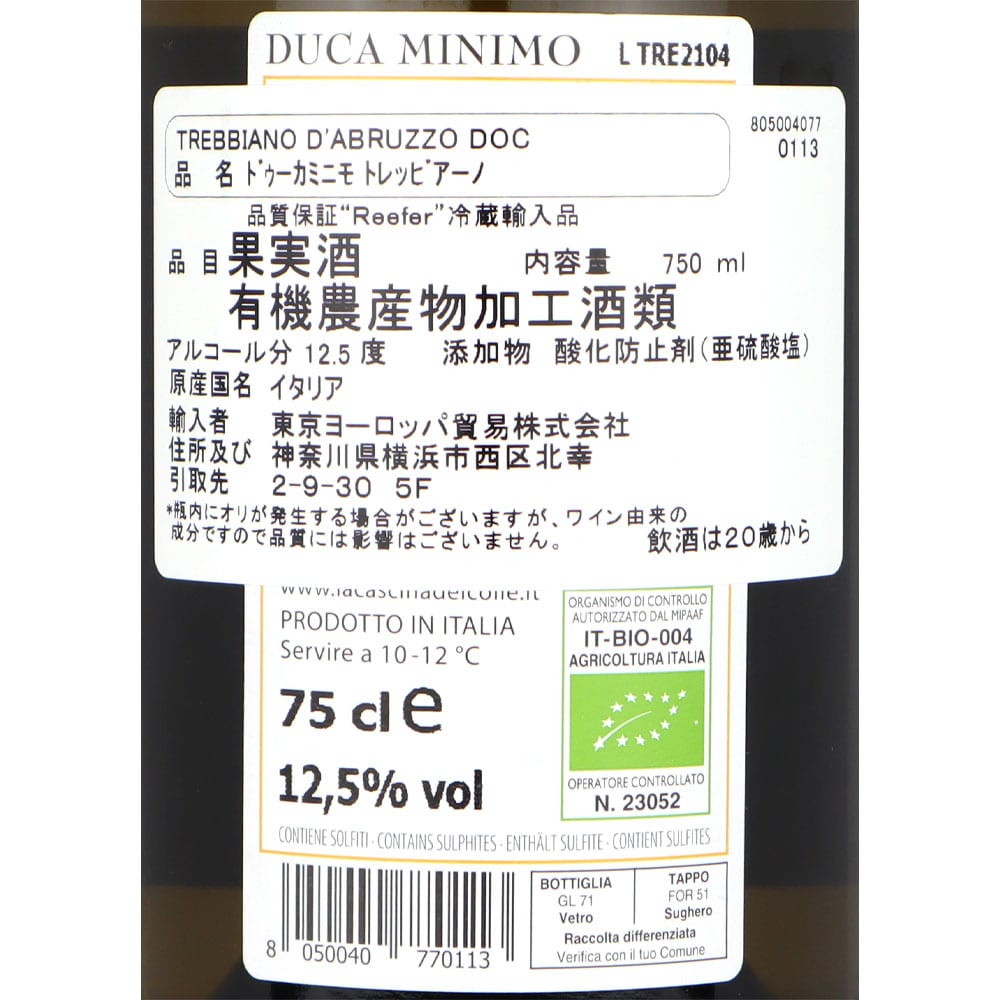 DUCA MINIMO L TRE2104
TREBBIANO D'ABRUZZO DOC
品 名 ドゥーカミニモ トレッビアーノ
805004077
0113
品質保証“Reefer”冷蔵輸入品
品 目 果実酒 内容量 750 ml
有機農産物加工酒類
アルコール分 12.5 度 添加物 酸化防止剤(亜硫酸塩)
原産国名 イタリア
輸入者 東京ヨーロッパ貿易株式会社
住所及び 神奈川県横浜市西区北幸
引取先 2-9-30 5F
*瓶内にオリが発生する場合がございますが、ワイン由来の
成分ですので品質には影響はございません。 飲酒は20歳から
www.lacascinadelcolle.it
PRODOTTO IN ITALIA
Servire a 10-12 °C
75 cl e
12,5% vol
ORGANISMO DI CONTROLLO
AUTORIZZATO DAL MIPAAF
IT-BIO-004
AGRICOLTURA ITALIA
OPERATORE CONTROLLATO
N. 23052
CONTIENE SOLFITI · CONTAINS SULPHITES · ENTHÄLT SULFITE · CONTIENT SULFITES
8 050040 770113
BOTTIGLIA
GL 71
Vetro
TAPPO
FOR 51
Sughero
Raccolta differenziata
Verifica con il tuo Comune